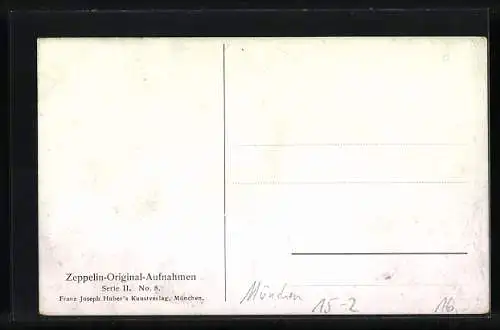 Zeppelin-Original-Aufnahmen
Serie II. No. 8.
Franz Joseph Huber's Kunstverlag, München.
München
15-2
16.